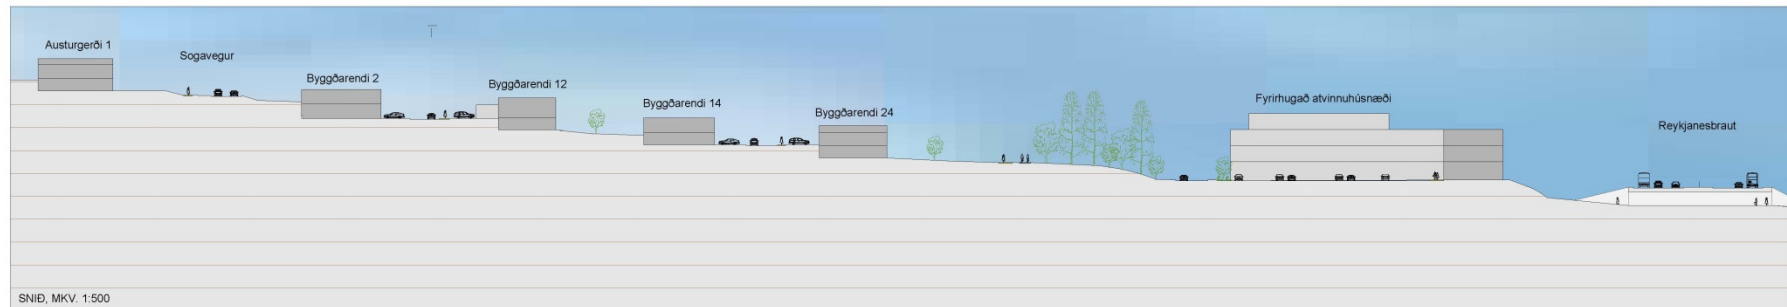 Austurgerði 1
Sogavegur
Byggðarendi 2
Byggðarendi 12
Byggðarendi 14
Byggðarendi 24
Fyrirhugað atvinnuhúsnæði
Reykjanesbraut
SNIÐ, MKV. 1:500